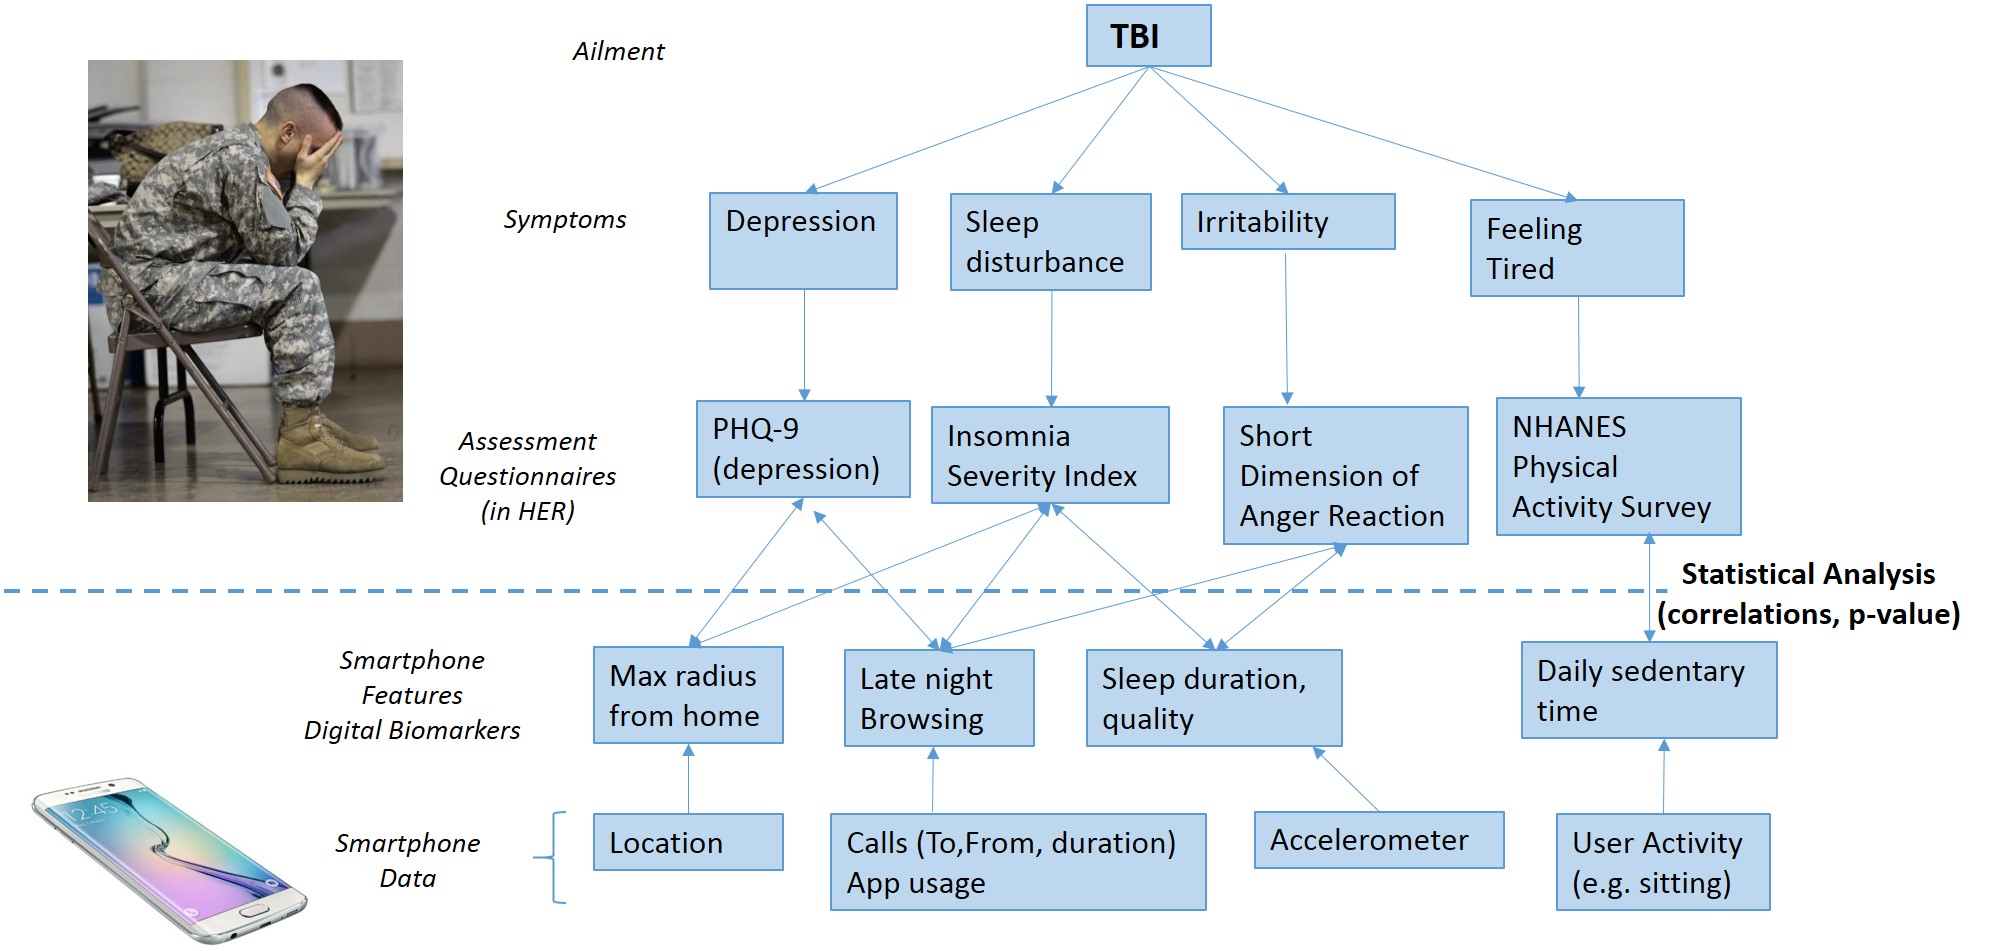 Ailment
TBI
Symptoms
Depression
Sleep
disturbance
Irritability
Feeling
Tired
Assessment
Questionnaires
(in HER)
PHQ-9
(depression)
Insomnia
Severity Index
Short
Dimension of
Anger Reaction
NHANES
Physical
Activity Survey
Statistical Analysis
(correlations, p-value)
Smartphone
Features
Digital Biomarkers
Max radius
from home
Late night
Browsing
Sleep duration,
quality
Daily sedentary
time
Smartphone
Data
Location
Calls (To,From, duration)
App usage
Accelerometer
User Activity
(e.g. sitting)
12:45